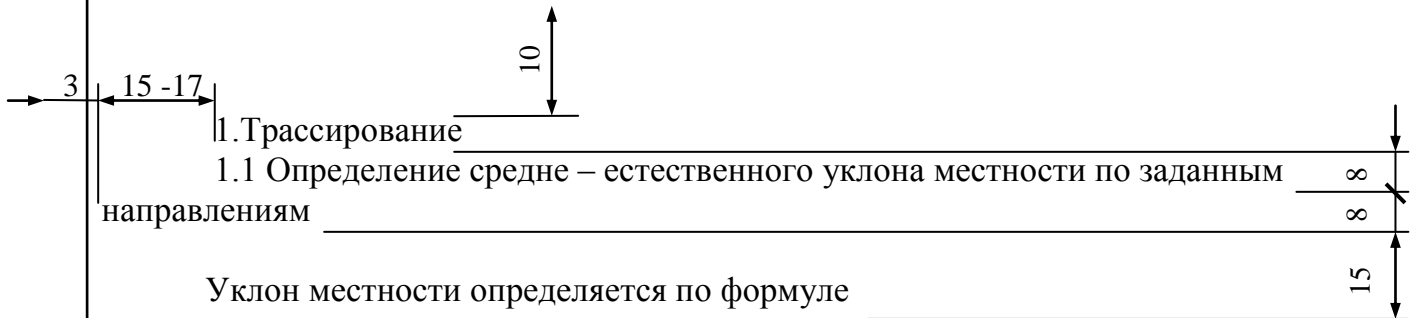 10
3 15 -17
1.Трассирование
1.1 Определение средне – естественного уклона местности по заданным 8
направлениям 8
Уклон местности определяется по формуле 15